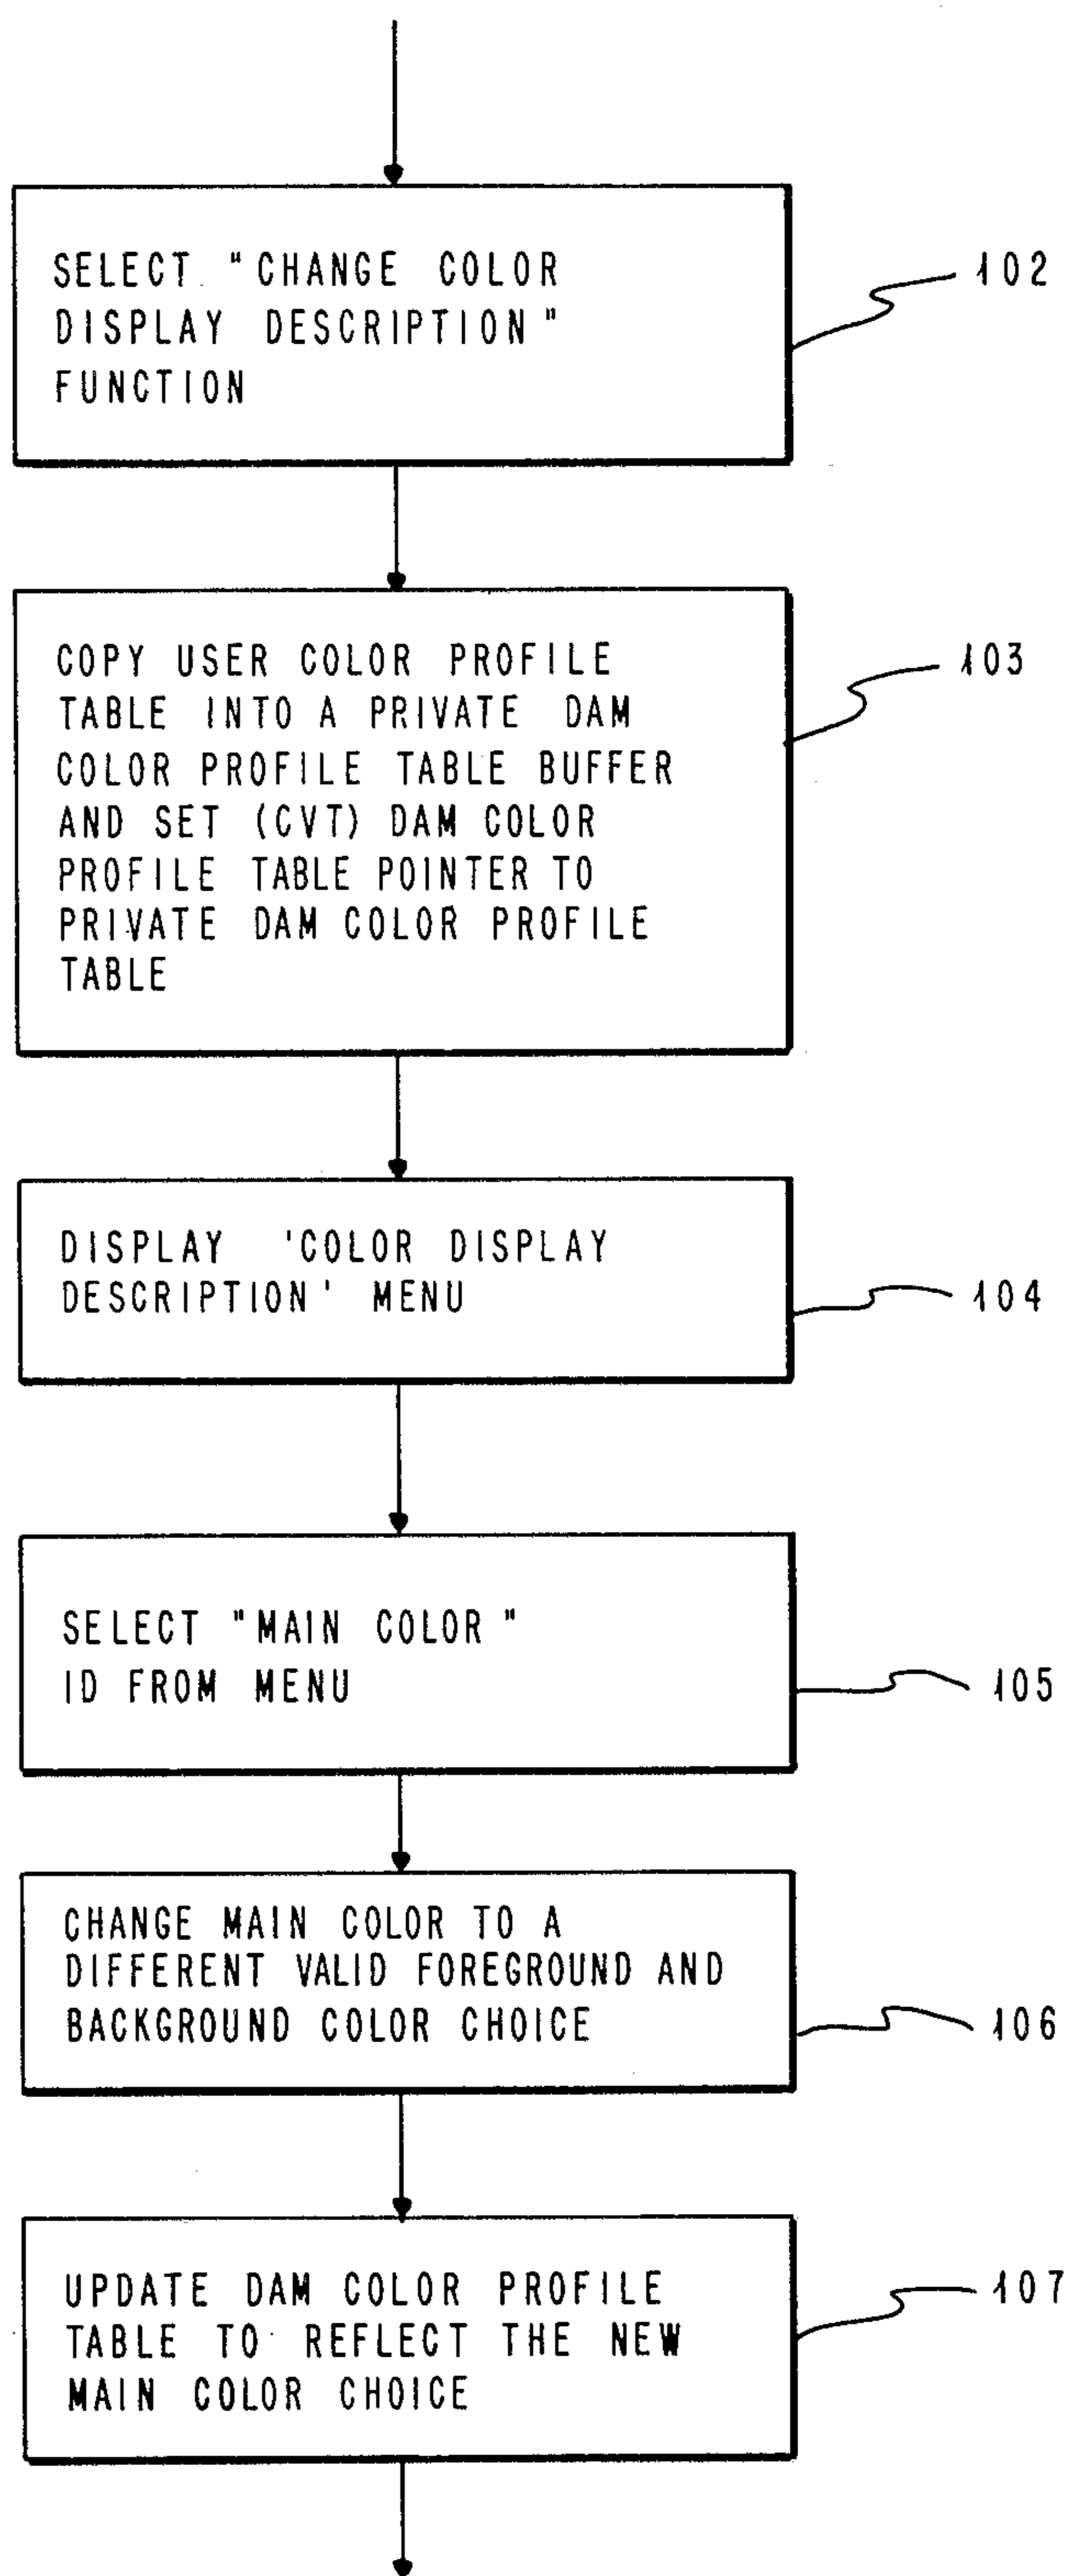 SELECT "CHANGE COLOR
DISPLAY DESCRIPTION"
FUNCTION
102
COPY USER COLOR PROFILE
TABLE INTO A PRIVATE DAM
COLOR PROFILE TABLE BUFFER
AND SET (CVT) DAM COLOR
PROFILE TABLE POINTER TO
PRIVATE DAM COLOR PROFILE
TABLE
103
DISPLAY 'COLOR DISPLAY
DESCRIPTION' MENU
104
SELECT "MAIN COLOR"
ID FROM MENU
105
CHANGE MAIN COLOR TO A
DIFFERENT VALID FOREGROUND AND
BACKGROUND COLOR CHOICE
106
UPDATE DAM COLOR PROFILE
TABLE TO REFLECT THE NEW
MAIN COLOR CHOICE
107